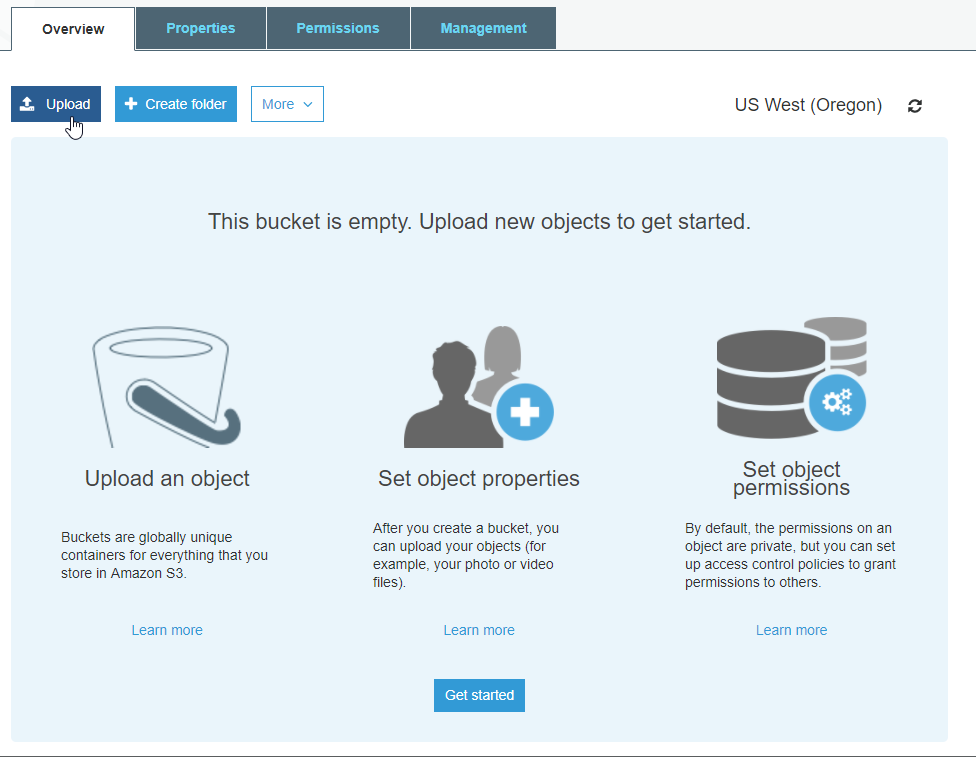 Overview Properties Permissions Management
Upload Create folder More US West (Oregon)
This bucket is empty. Upload new objects to get started.
Upload an object
Buckets are globally unique
containers for everything that you
store in Amazon S3.
Learn more
Set object properties
After you create a bucket, you
can upload your objects (for
example, your photo or video
files).
Learn more
Set object
permissions
By default, the permissions on an
object are private, but you can set
up access control policies to grant
permissions to others.
Learn more
Get started